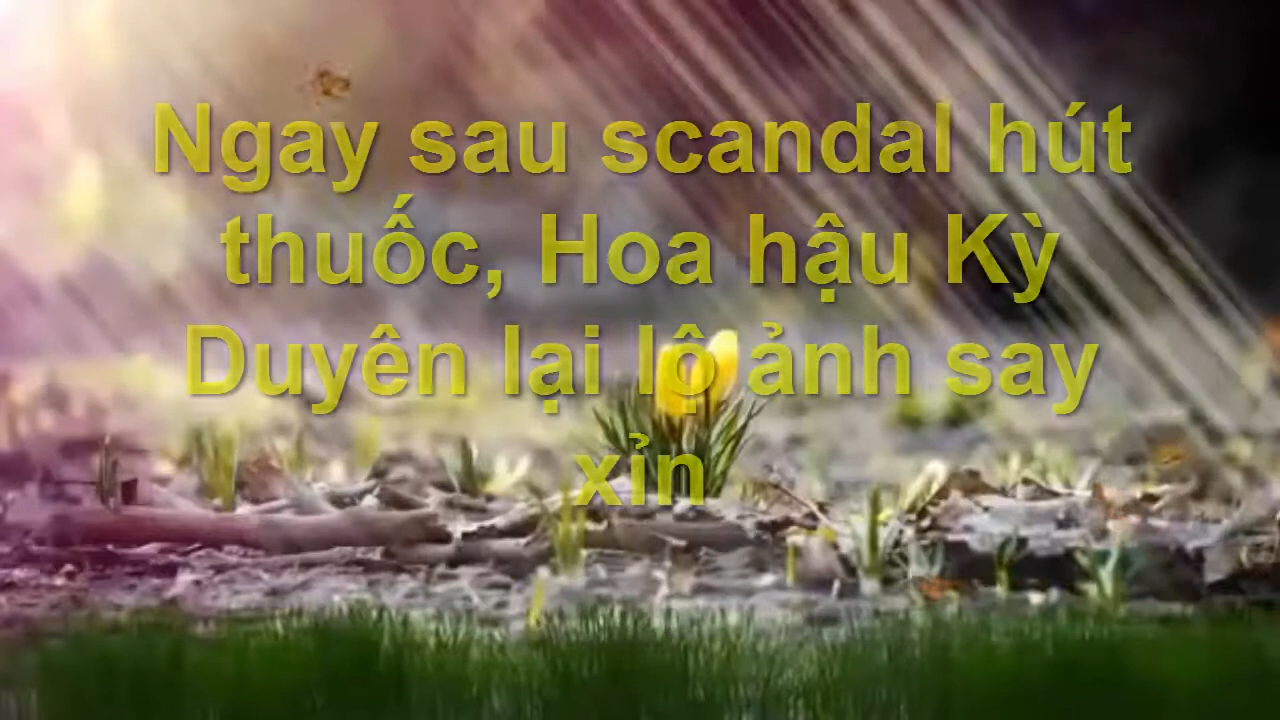 Ngay sau scandal hút
thuốc, Hoa hậu Kỳ
Duyên lại lộ ảnh say
xỉn